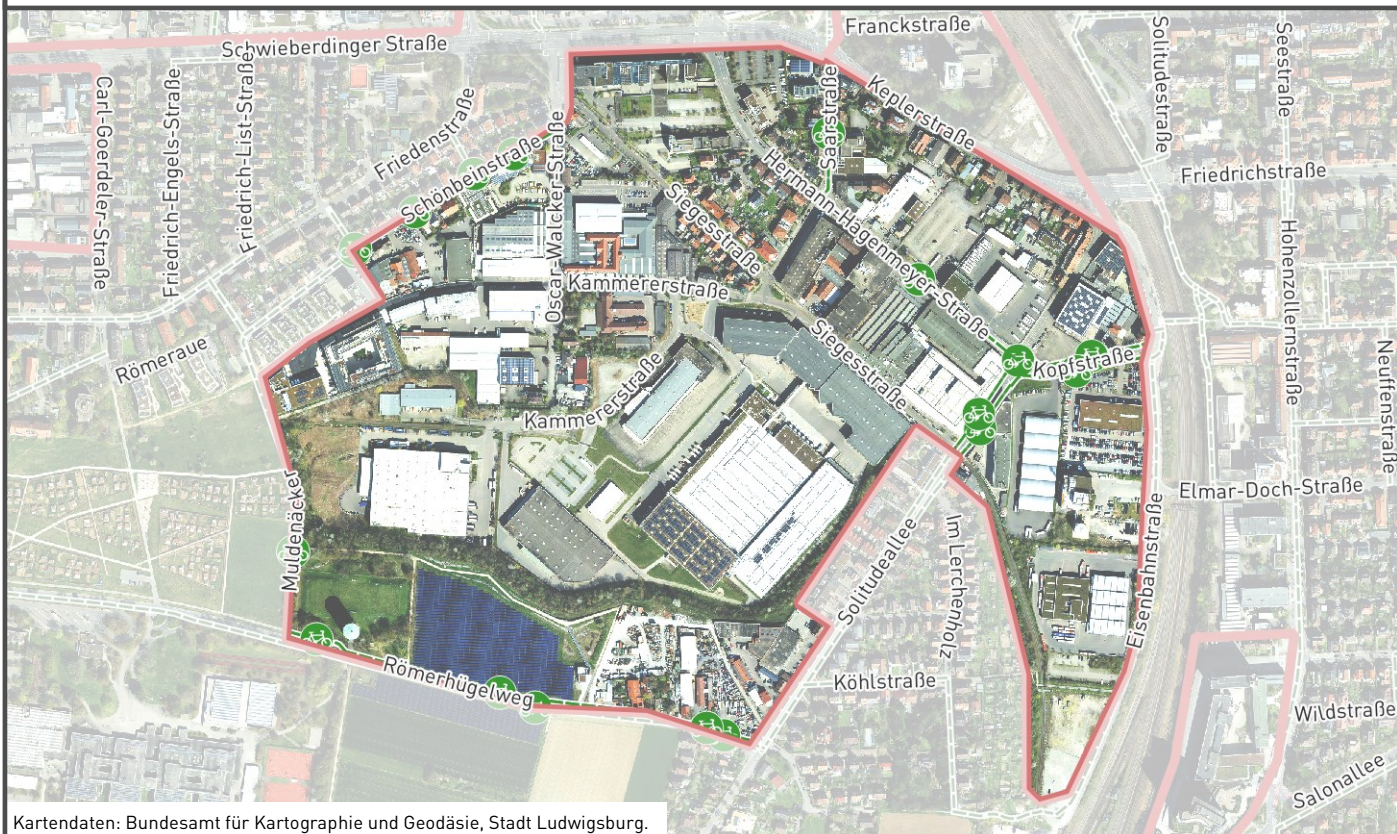 Schwieberdinger Straße
Franckstraße
Solitudestraße
Seestraße
Carl-Goerdeler-Straße
Friedrich-Engels-Straße
Friedrich-List-Straße
Friedenstraße
Schönbeinstraße
Oscar-Walcker-Straße
Saarstraße
Keplerstraße
Friedrichstraße
Hermann-Hagenmeyer-Straße
Siegesstraße
Hohenzollernstraße
Kammererstraße
Römeraue
Siegesstraße
Kopfstraße
Neuffenstraße
Kammererstraße
Muldenäcker
Elmar-Doch-Straße
Solitudeallee
Im Lerchenholz
Eisenbahnstraße
Römerhügelweg
Köhlstraße
Wildstraße
Salonallee
Kartendaten: Bundesamt für Kartographie und Geodäsie, Stadt Ludwigsburg.